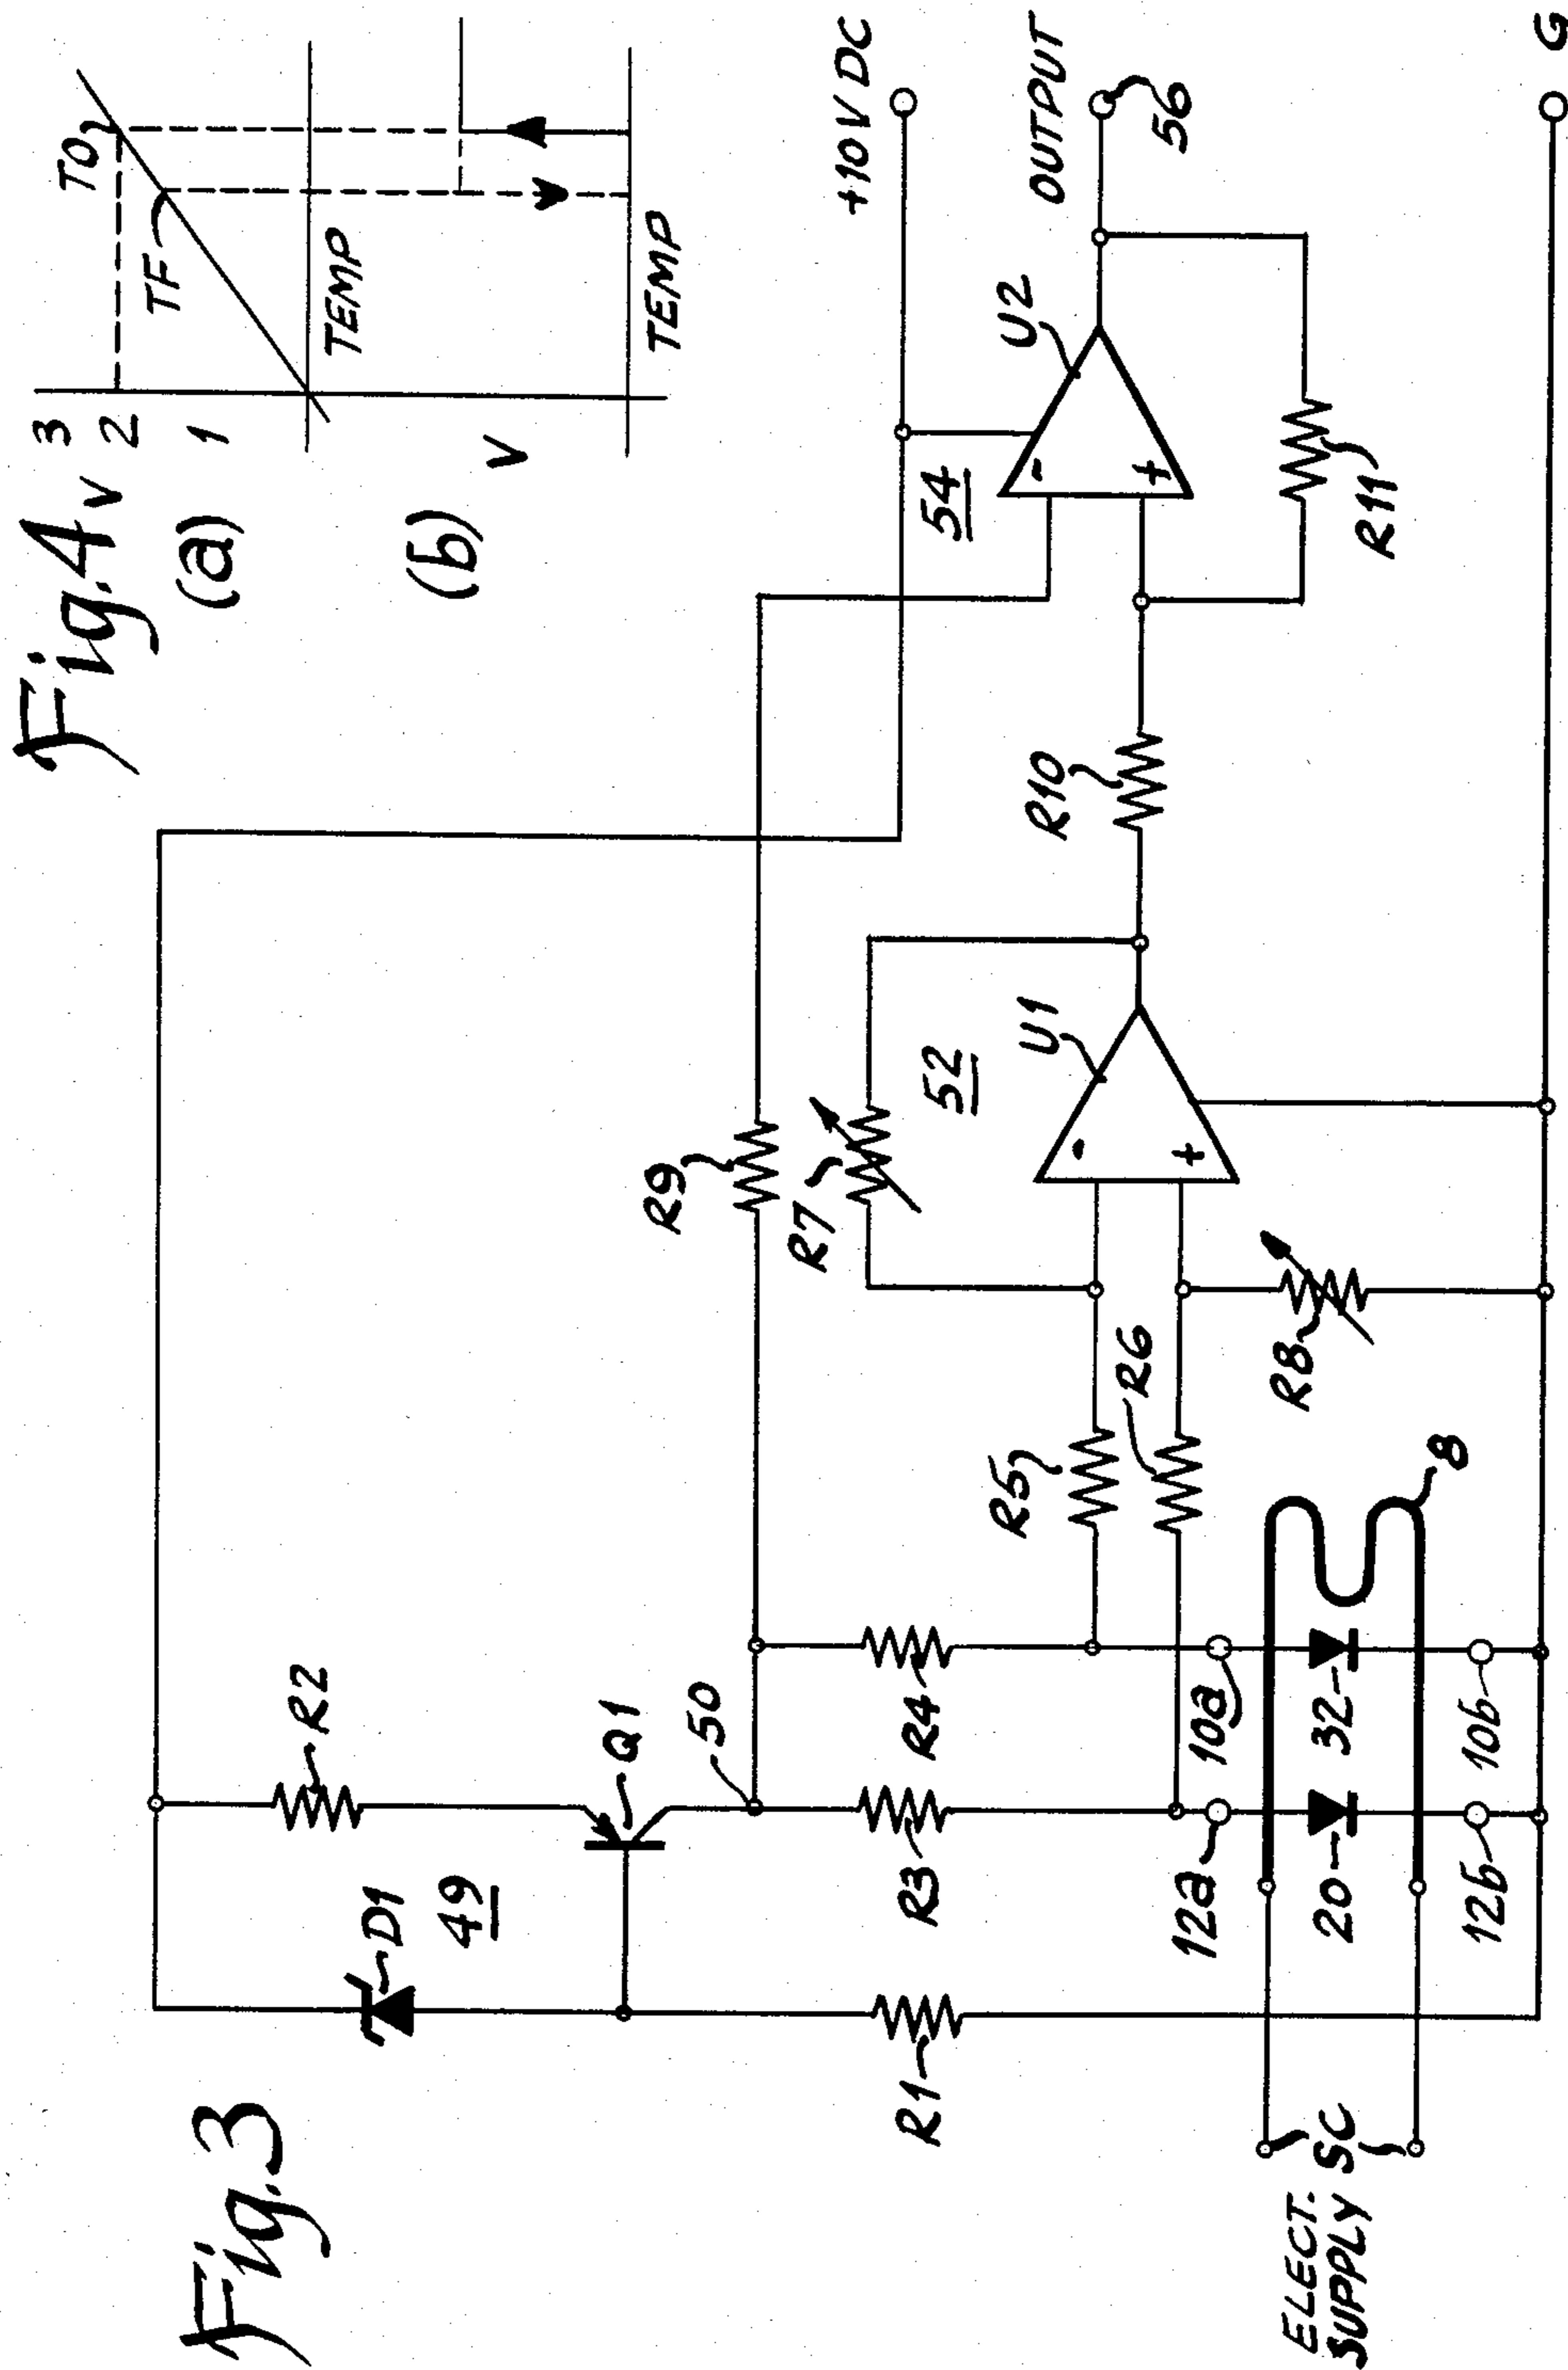 Fig. 3
Fig. 4
(a)
V
3
2
1
TF
TO
TEMP
(b)
V
TEMP
+10V DC
D1
49
R2
Q1
50
R1
R3
R4
R9
R5
R6
R7
52
U1
-
+
R8
R10
54
U2
-
+
R11
OUTPUT
56
12a
10a
20
32
12b
10b
8
ELECT.
SUPPLY
SC
G